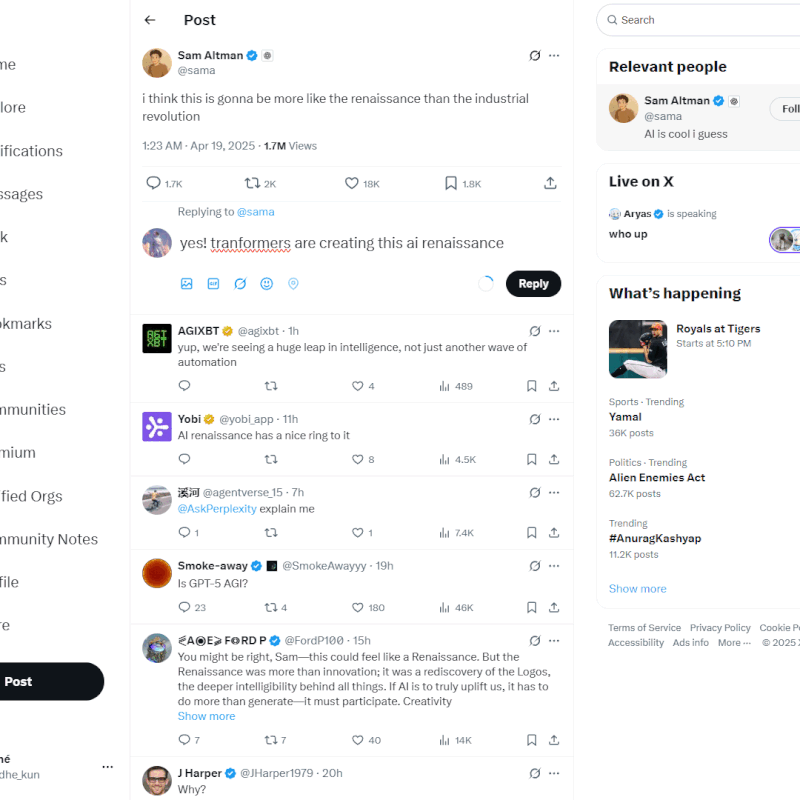 Post
Sam Altman
@sama
i think this is gonna be more like the renaissance than the industrial
revolution
1:23 AM · Apr 19, 2025 · 1.7M Views
1.7K 2K 18K 1.8K
Replying to @sama
yes! tranformers are creating this ai renaissance
Reply
AGIXBT @agixbt · 1h
yup, we're seeing a huge leap in intelligence, not just another wave of
automation
4 489
Yobi @yobi_app · 11h
AI renaissance has a nice ring to it
8 4.5K
溪河 @agentverse_15 · 7h
@AskPerplexity explain me
1 1 7.4K
Smoke-away @SmokeAwayyy · 19h
Is GPT-5 AGI?
23 4 180 46K
@FordP100 · 15h
You might be right, Sam—this could feel like a Renaissance. But the
Renaissance was more than innovation; it was a rediscovery of the Logos,
the deeper intelligibility behind all things. If AI is to truly uplift us, it has to
do more than generate—it must participate. Creativity
Show more
7 7 40 14K
J Harper @JHarper1979 · 20h
Why?
me
lore
ifications
ssages
k
s
kmarks
s
mmunities
mium
ified Orgs
mmunity Notes
file
re
Post
hé
dhe_kun
Search
Relevant people
Sam Altman
@sama
Foll
AI is cool i guess
Live on X
Aryas is speaking
who up
What's happening
Royals at Tigers
Starts at 5:10 PM
Sports · Trending
Yamal
36K posts
Politics · Trending
Alien Enemies Act
62.7K posts
Trending
#AnuragKashyap
11.2K posts
Show more
Terms of Service Privacy Policy Cookie Po
Accessibility Ads info More ··· © 2025 X